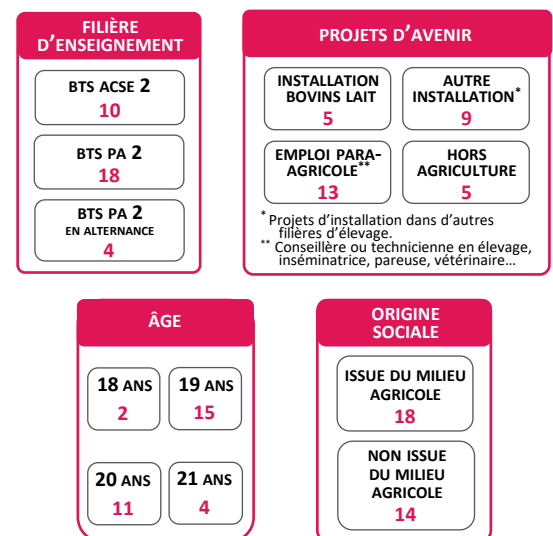 FILIÈRE
D'ENSEIGNEMENT
BTS ACSE 2
10
BTS PA 2
18
BTS PA 2
EN ALTERNANCE
4
PROJETS D'AVENIR
INSTALLATION
BOVINS LAIT
5
AUTRE
INSTALLATION*
9
EMPLOI PARA-
AGRICOLE**
13
HORS
AGRICULTURE
5
* Projets d'installation dans d'autres
filières d'élevage.
** Conseillère ou technicienne en élevage,
inséminatrice, pareuse, vétérinaire…
ÂGE
18 ANS
2
19 ANS
15
20 ANS
11
21 ANS
4
ORIGINE
SOCIALE
ISSUE DU MILIEU
AGRICOLE
18
NON ISSUE
DU MILIEU
AGRICOLE
14